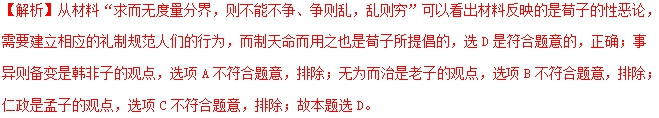 【解析】从材料“求而无度量分界，则不能不争、争则乱，乱则穷”可以看出材料反映的是荀子的性恶论，
需要建立相应的礼制规范人们的行为，而制天命而用之也是荀子所提倡的，选 D 是符合题意的，正确；事
异则备变是韩非子的观点，选项 A 不符合题意，排除；无为而治是老子的观点，选项 B 不符合题意，排除；
仁政是孟子的观点，选项 C 不符合题意，排除；故本题选 D。